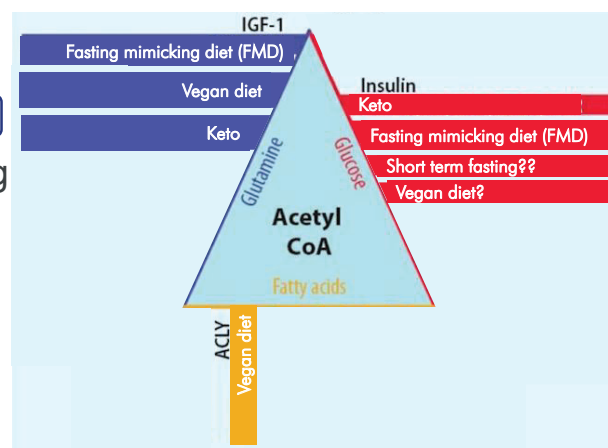 IGF-1
Fasting mimicking diet (FMD)
Vegan diet
Keto
Insulin
Keto
Fasting mimicking diet (FMD)
Short term fasting??
Vegan diet?
Glutamine
Glucose
Acetyl
CoA
Fatty acids
ACLY
Vegan diet
g